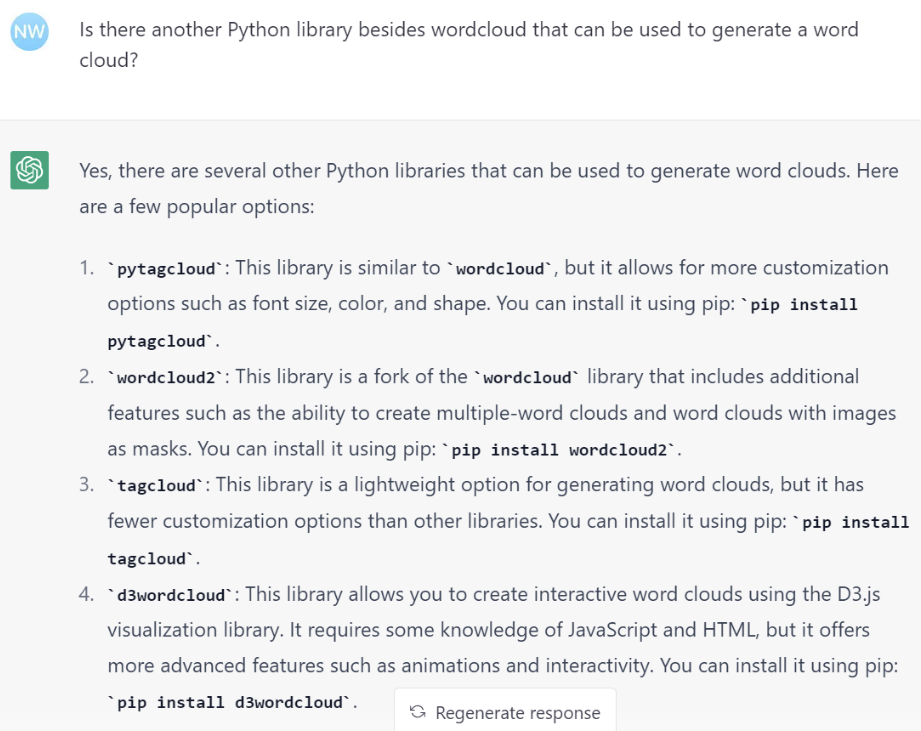 NW
Is there another Python library besides wordcloud that can be used to generate a word
cloud?
Yes, there are several other Python libraries that can be used to generate word clouds. Here
are a few popular options:
1. `pytagcloud`: This library is similar to `wordcloud`, but it allows for more customization
options such as font size, color, and shape. You can install it using pip: `pip install
pytagcloud`.
2. `wordcloud2`: This library is a fork of the `wordcloud` library that includes additional
features such as the ability to create multiple-word clouds and word clouds with images
as masks. You can install it using pip: `pip install wordcloud2`.
3. `tagcloud`: This library is a lightweight option for generating word clouds, but it has
fewer customization options than other libraries. You can install it using pip: `pip install
tagcloud`.
4. `d3wordcloud`: This library allows you to create interactive word clouds using the D3.js
visualization library. It requires some knowledge of JavaScript and HTML, but it offers
more advanced features such as animations and interactivity. You can install it using pip:
`pip install d3wordcloud`.
Regenerate response